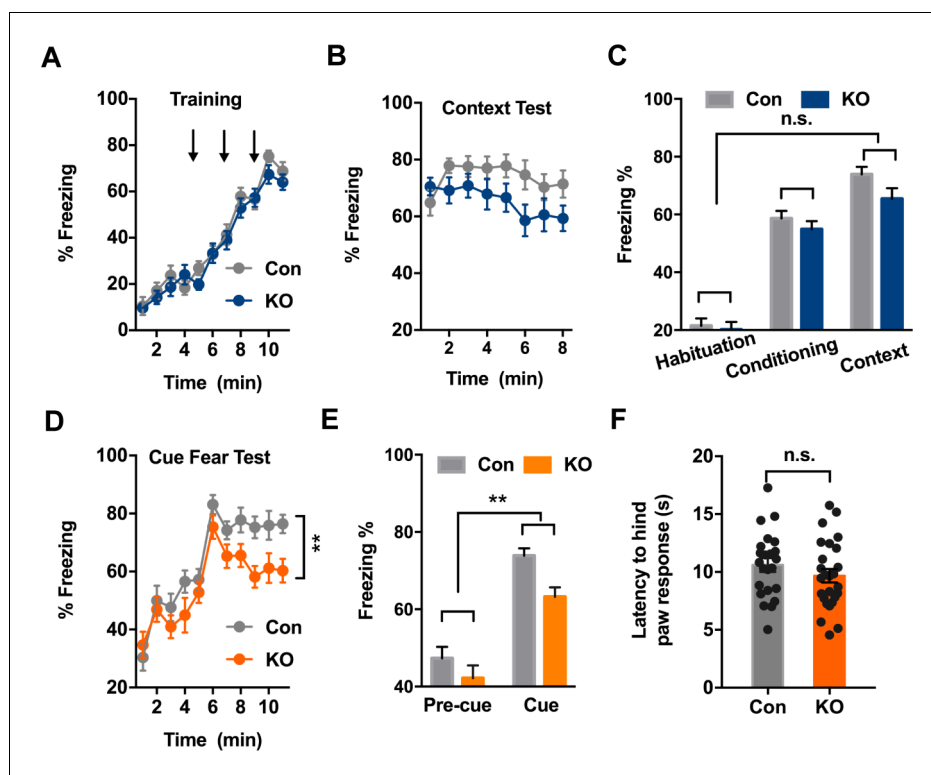 A
Training
100
80
60
40
20
0
% Freezing
Con
KO
2 4 6 8 10
Time (min)
B
Context Test
100
80
60
40
20
% Freezing
2 4 6 8
Time (min)
C
Con KO
n.s.
100
80
60
40
20
Freezing %
Habituation
Conditioning
Context
D
Cue Fear Test
100
80
60
40
20
% Freezing
**
Con
KO
2 4 6 8 10
Time (min)
E
Con KO
**
100
80
60
40
Freezing %
Pre-cue Cue
F
n.s.
20
15
10
5
0
Latency to hind
paw response (s)
Con KO